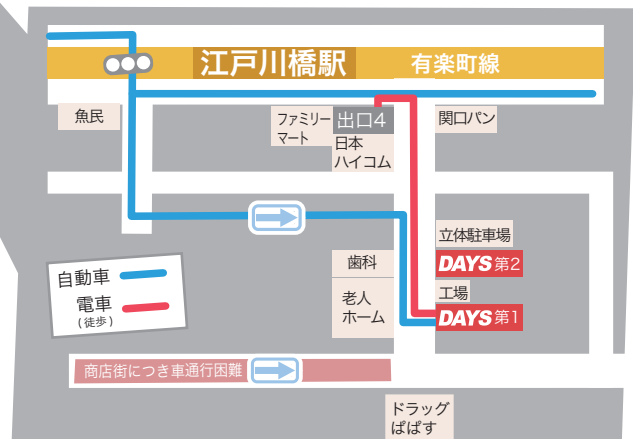 江戸川橋駅
有楽町線
魚民
ファミリー
マート
出口4
日本
ハイコム
関口パン
立体駐車場
歯科
DAYS第2
自動車
電車
(徒歩)
老人
ホーム
工場
DAYS第1
商店街につき車通行困難
ドラッグ
ぱぱす